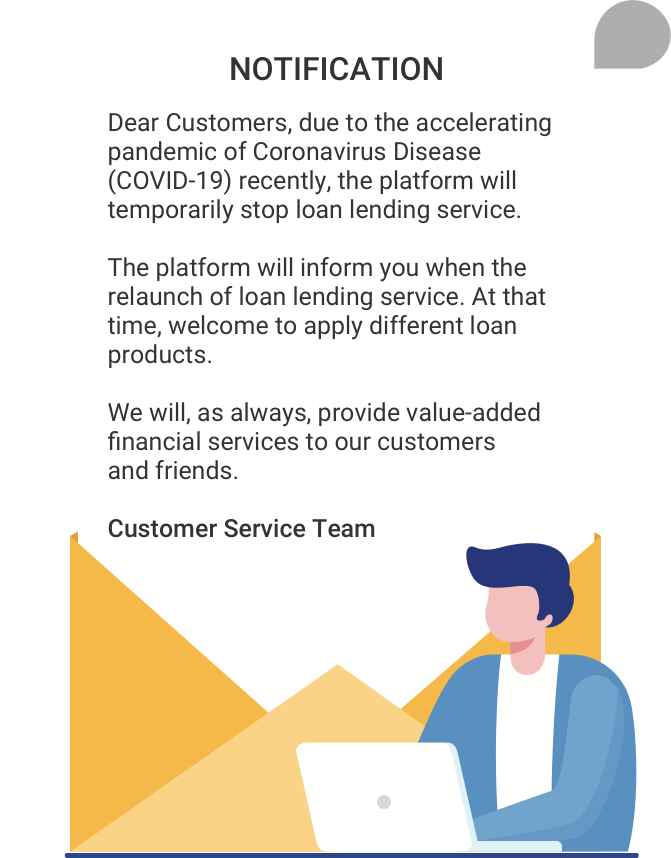 NOTIFICATION
Dear Customers, due to the accelerating
pandemic of Coronavirus Disease
(COVID-19) recently, the platform will
temporarily stop loan lending service.
The platform will inform you when the
relaunch of loan lending service. At that
time, welcome to apply different loan
products.
We will, as always, provide value-added
financial services to our customers
and friends.
Customer Service Team